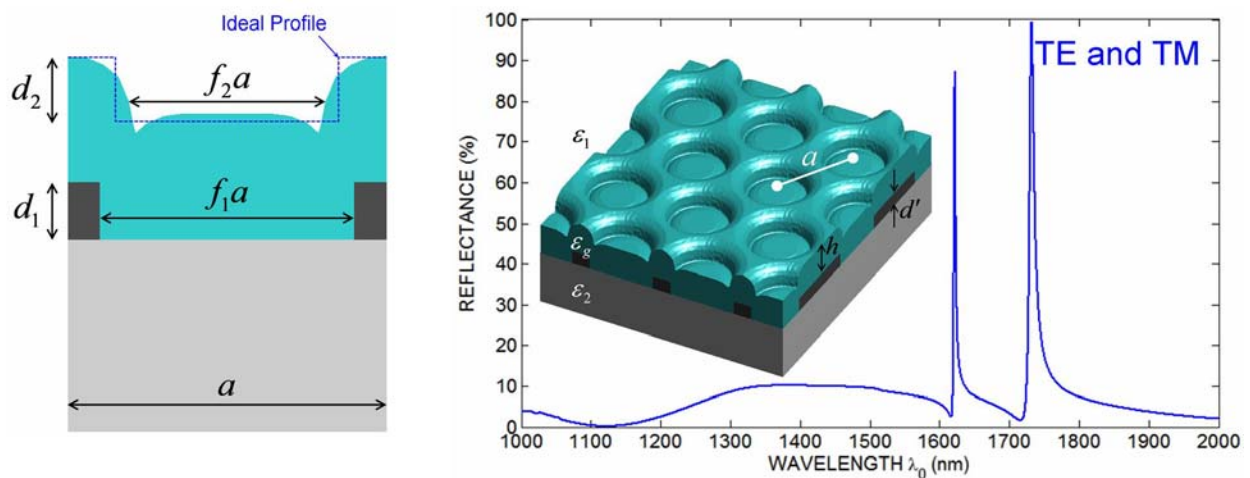 Ideal Profile
d₂
f₂a
d₁
f₁a
a
REFLECTANCE (%)
100
90
80
70
60
50
40
30
20
10
0
TE and TM
ε₁
a
d′
h
ε_g
ε₂
1000 1100 1200 1300 1400 1500 1600 1700 1800 1900 2000
WAVELENGTH λ₀ (nm)